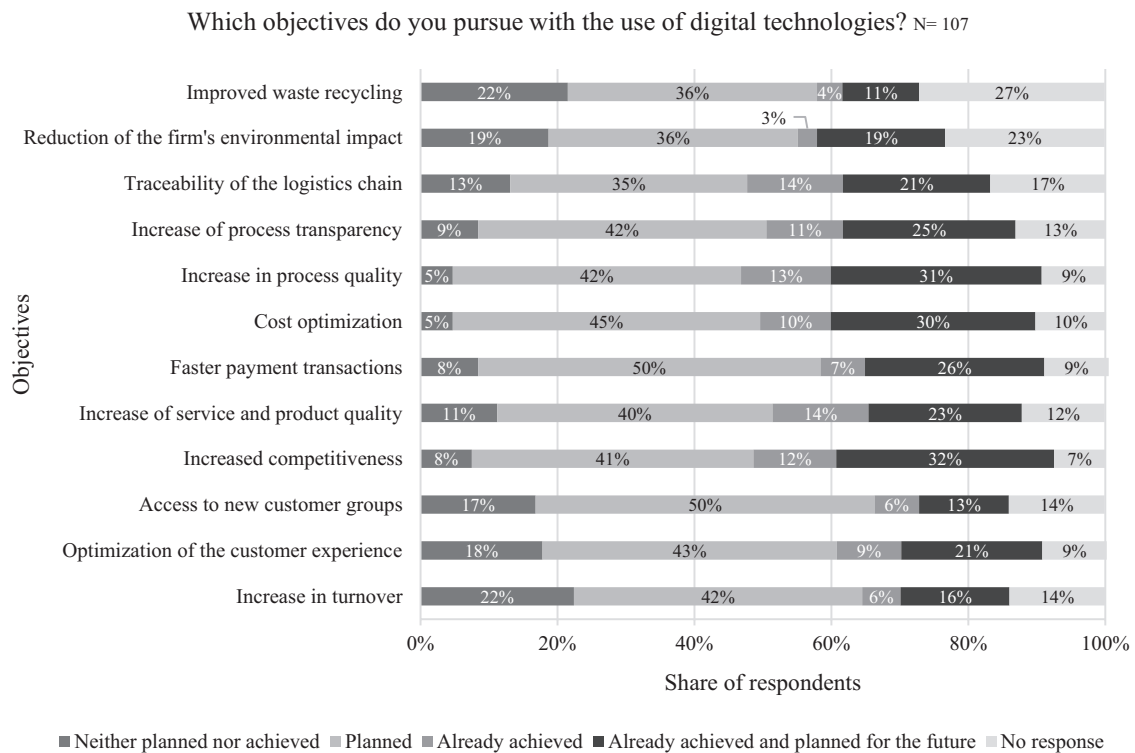 Which objectives do you pursue with the use of digital technologies? N= 107
Improved waste recycling 22% 36% 4% 11% 27%
3%
Reduction of the firm's environmental impact 19% 36% 19% 23%
Traceability of the logistics chain 13% 35% 14% 21% 17%
Increase of process transparency 9% 42% 11% 25% 13%
Increase in process quality 5% 42% 13% 31% 9%
Cost optimization 5% 45% 10% 30% 10%
Faster payment transactions 8% 50% 7% 26% 9%
Increase of service and product quality 11% 40% 14% 23% 12%
Increased competitiveness 8% 41% 12% 32% 7%
Access to new customer groups 17% 50% 6% 13% 14%
Optimization of the customer experience 18% 43% 9% 21% 9%
Increase in turnover 22% 42% 6% 16% 14%
Objectives
0% 20% 40% 60% 80% 100%
Share of respondents
Neither planned nor achieved Planned Already achieved Already achieved and planned for the future No response